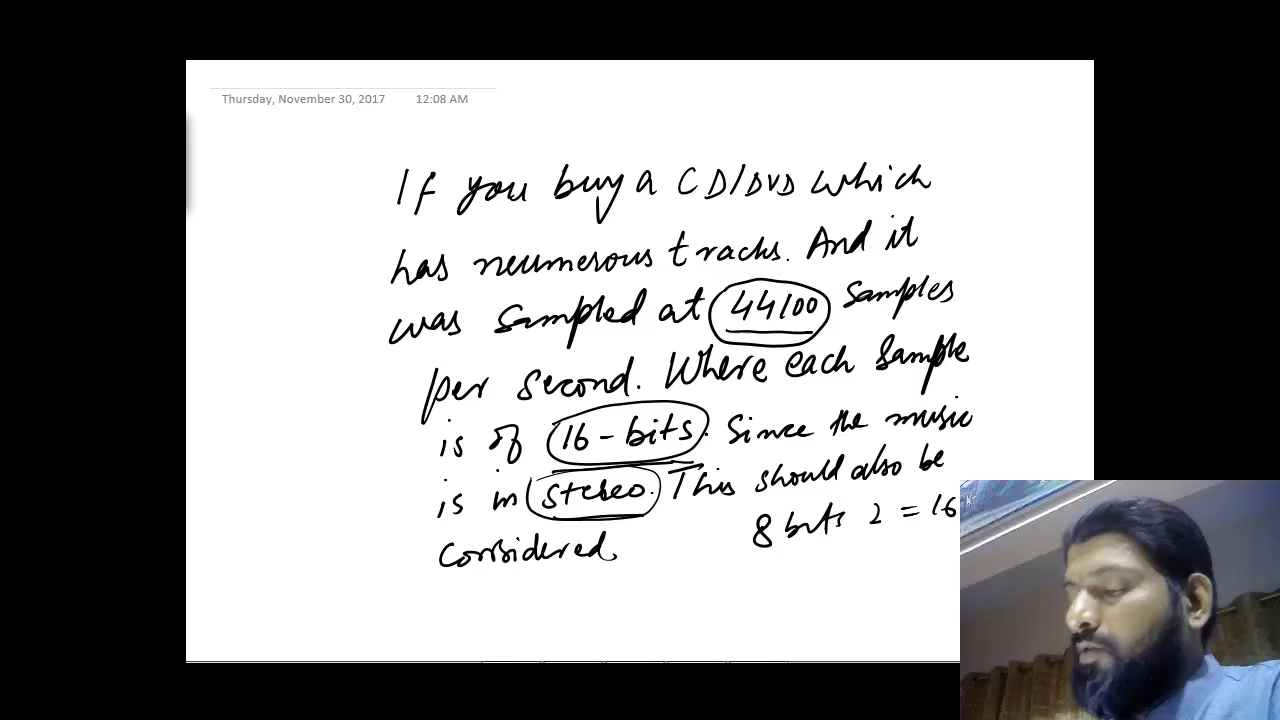 Thursday, November 30, 2017 12:08 AM
If you buy a CD/DVD which
has neumerous tracks. And it
was sampled at 44100 samples
per second. Where each sample
is of 16-bits. Since the music
is in stereo. This should also be
considered. 8 bits 2 = 16